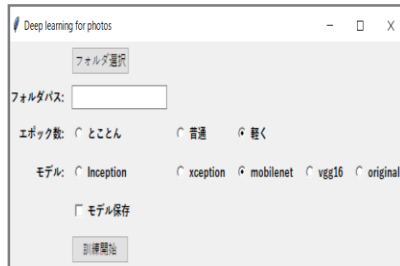 Deep learning for photos
フォルダ選択
フォルダパス:
エポック数: とことん 普通 軽く
モデル: Inception xception mobilenet vgg16 original
モデル保存
訓練開始